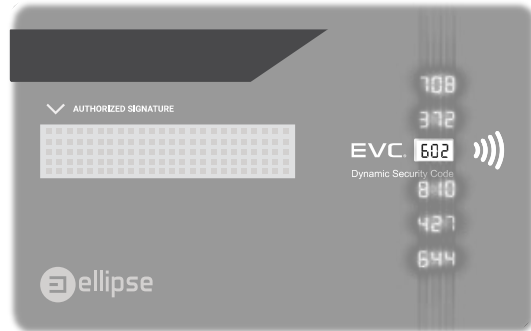 708
AUTHORIZED SIGNATURE
372
EVC. 602
Dynamic Security Code
810
427
644
ellipse